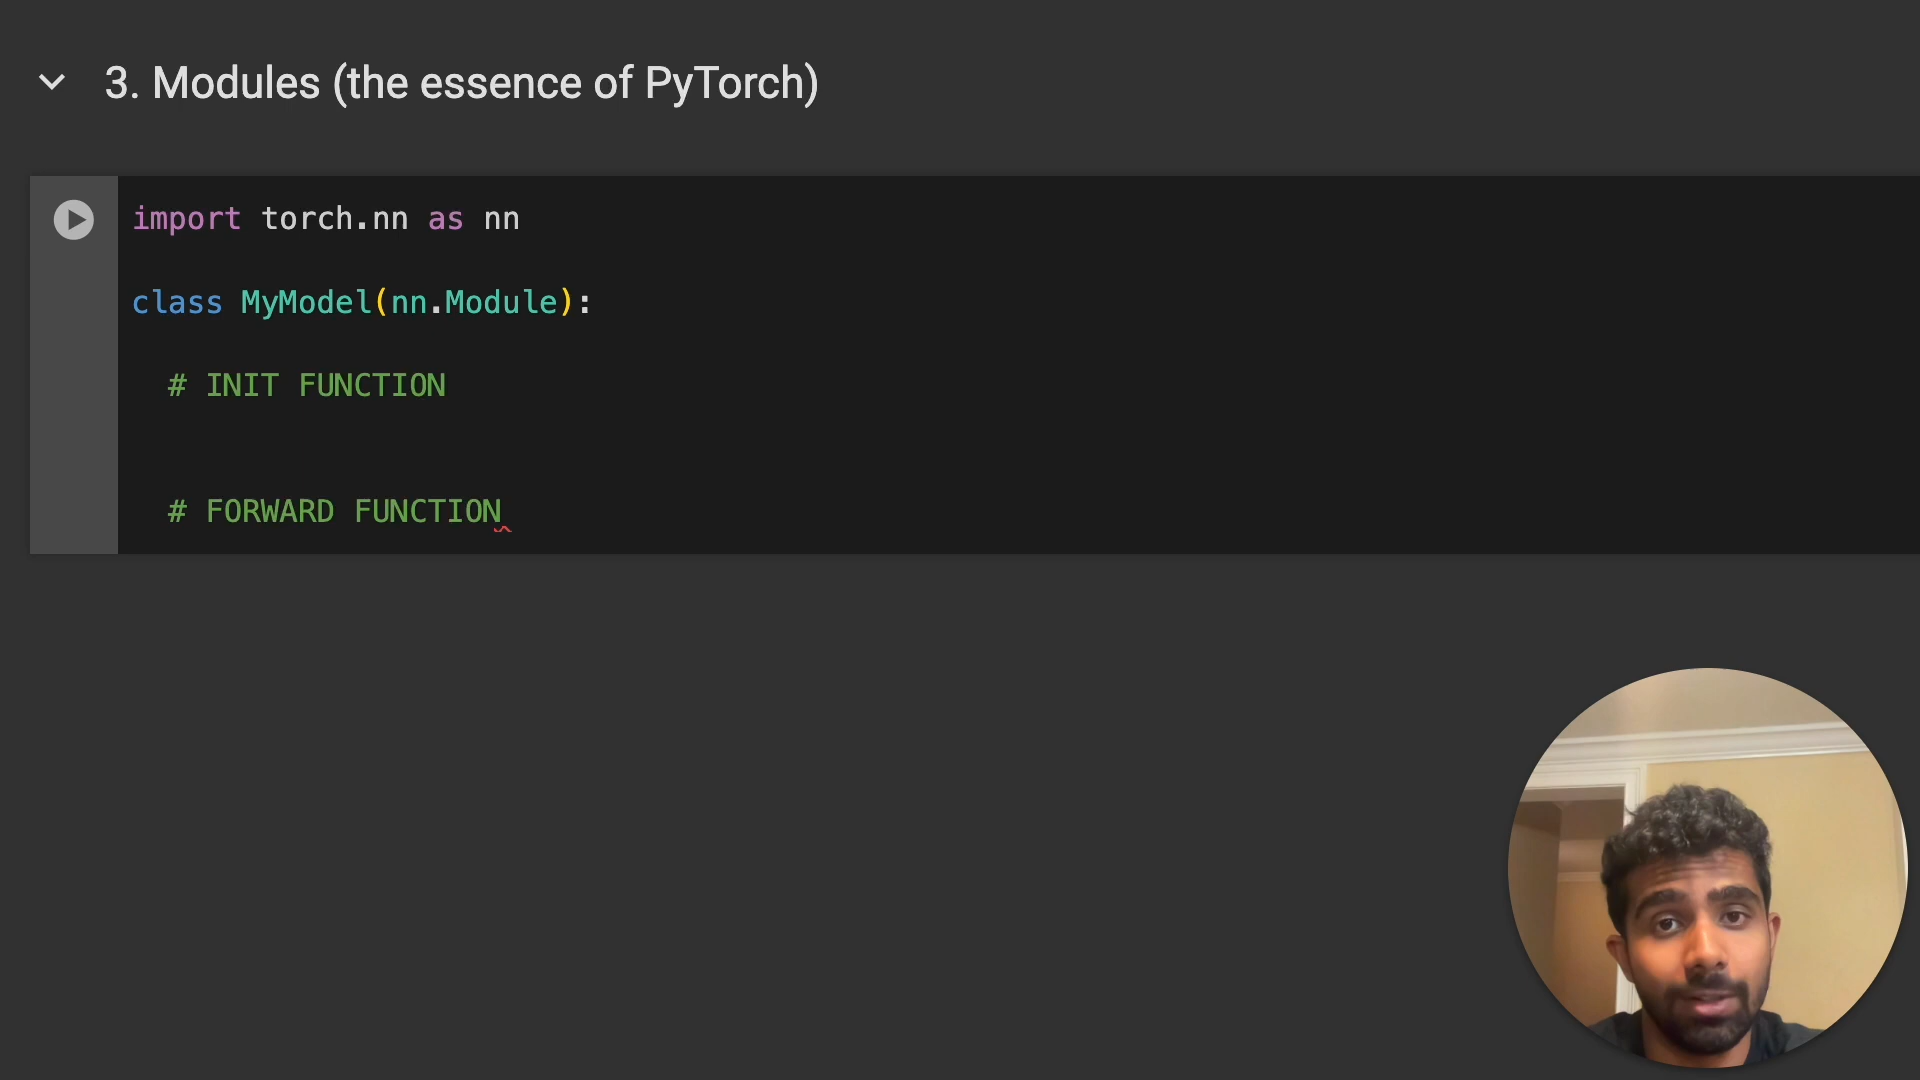 3. Modules (the essence of PyTorch)
import torch.nn as nn
class MyModel(nn.Module):
# INIT FUNCTION
# FORWARD FUNCTION